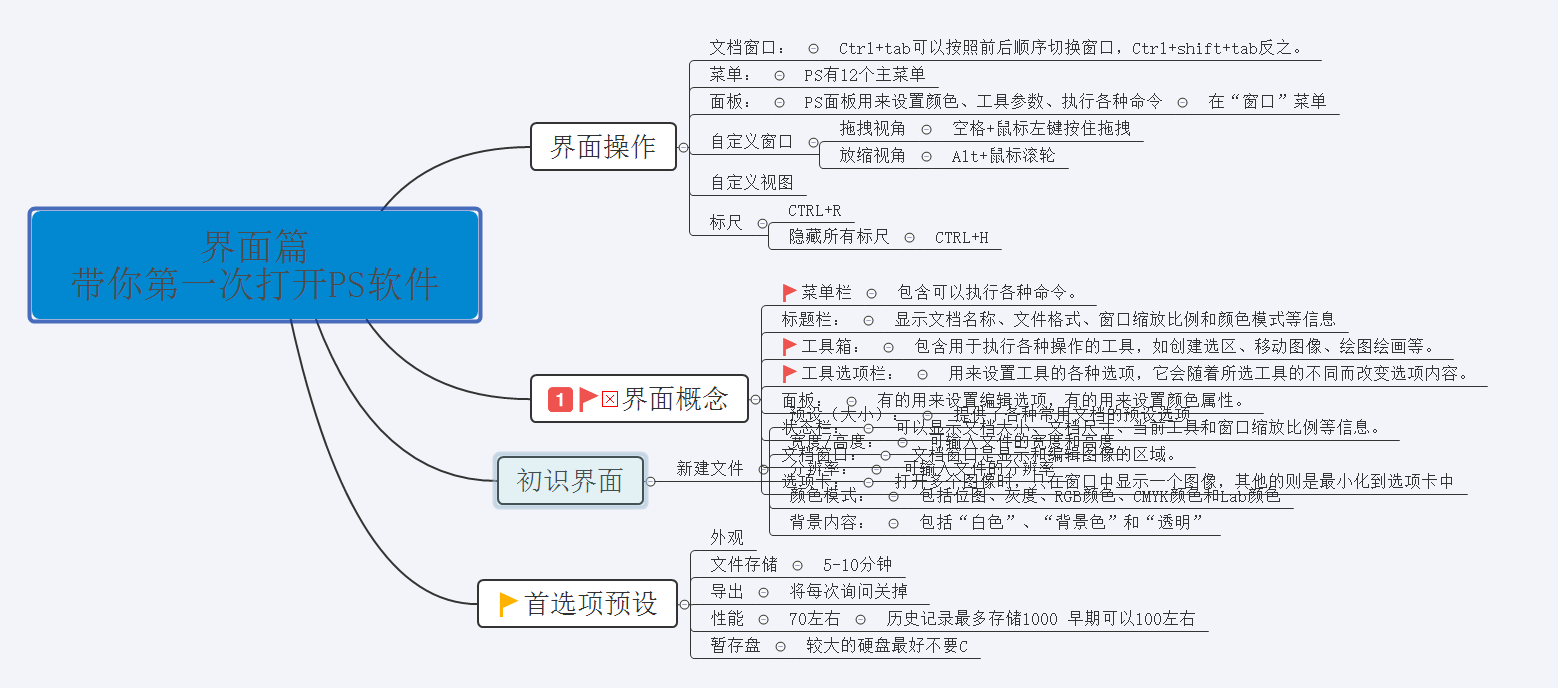 界面篇
带你第一次打开PS软件
界面操作
文档窗口： Ctrl+tab可以按照前后顺序切换窗口，Ctrl+shift+tab反之。
菜单： PS有12个主菜单
面板： PS面板用来设置颜色、工具参数、执行各种命令 在“窗口”菜单
自定义窗口
拖拽视角 空格+鼠标左键按住拖拽
放缩视角 Alt+鼠标滚轮
自定义视图
标尺
CTRL+R
隐藏所有标尺 CTRL+H
1 界面概念
菜单栏 包含可以执行各种命令。
标题栏： 显示文档名称、文件格式、窗口缩放比例和颜色模式等信息
工具箱： 包含用于执行各种操作的工具，如创建选区、移动图像、绘图绘画等。
工具选项栏： 用来设置工具的各种选项，它会随着所选工具的不同而改变选项内容。
面板： 有的用来设置编辑选项，有的用来设置颜色属性。
状态栏： 可以显示文档大小、文档尺寸、当前工具和窗口缩放比例等信息。
文档窗口： 文档窗口是显示和编辑图像的区域。
选项卡： 打开多个图像时，只在窗口中显示一个图像，其他的则是最小化到选项卡中
初识界面
新建文件
预设（大小）： 提供了各种常用文档的预设选项
宽度/高度： 可输入文件的宽度和高度
分辨率： 可输入文件的分辨率
颜色模式： 包括位图、灰度、RGB颜色、CMYK颜色和Lab颜色
背景内容： 包括“白色”、“背景色”和“透明”
首选项预设
外观
文件存储 5-10分钟
导出 将每次询问关掉
性能 70左右 历史记录最多存储1000 早期可以100左右
暂存盘 较大的硬盘最好不要C